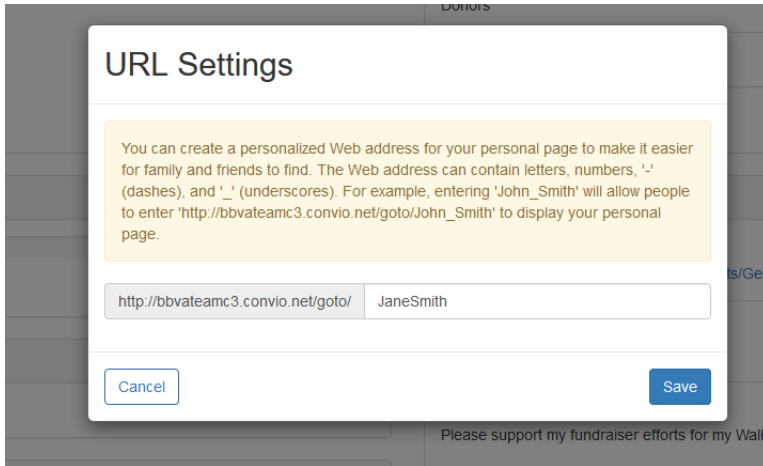 Donors
URL Settings
You can create a personalized Web address for your personal page to make it easier
for family and friends to find. The Web address can contain letters, numbers, '-'
(dashes), and '_' (underscores). For example, entering 'John_Smith' will allow people
to enter 'http://bbvateamc3.convio.net/goto/John_Smith' to display your personal
page.
ts/Ge
http://bbvateamc3.convio.net/goto/ JaneSmith
Cancel Save
Please support my fundraiser efforts for my Wal